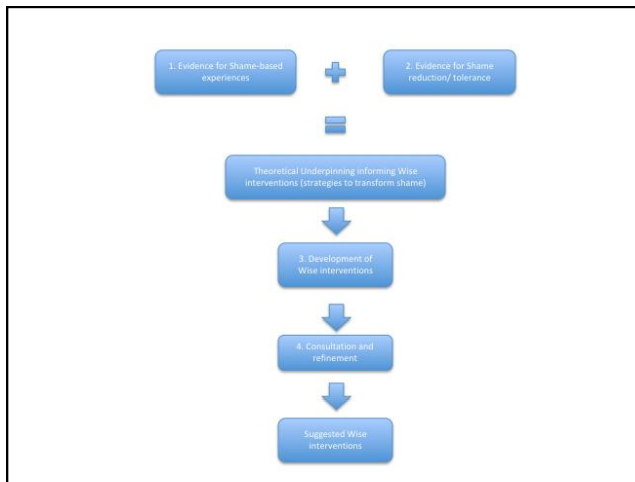 1. Evidence for Shame-based
experiences
2. Evidence for Shame
reduction/ tolerance
Theoretical Underpinning informing Wise
interventions (strategies to transform shame)
3. Development of
Wise interventions
4. Consultation and
refinement
Suggested Wise
interventions